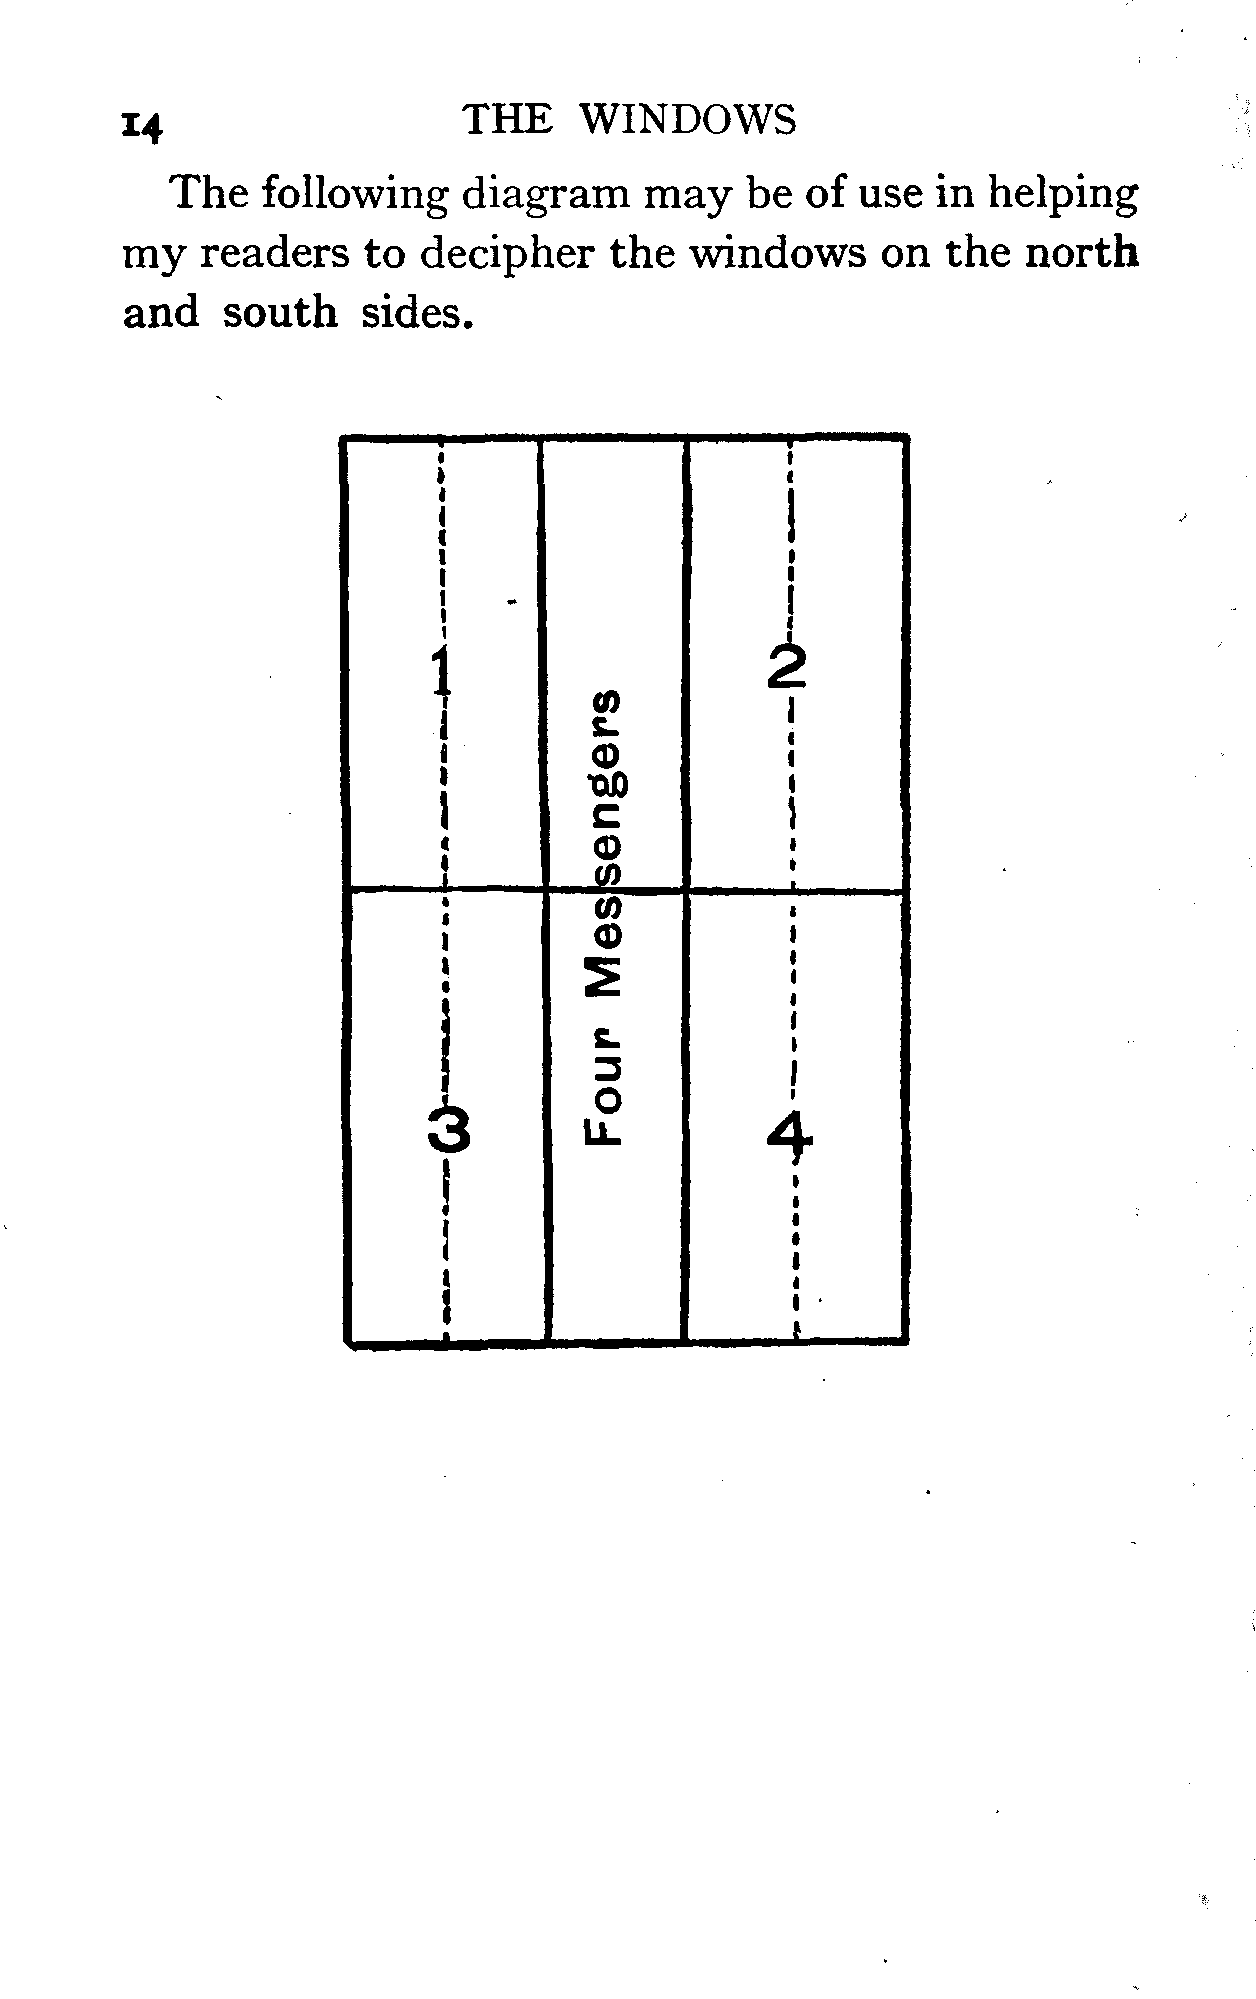 14 THE WINDOWS
The following diagram may be of use in helping
my readers to decipher the windows on the north
and south sides.
1
2
Four Messengers
3
4